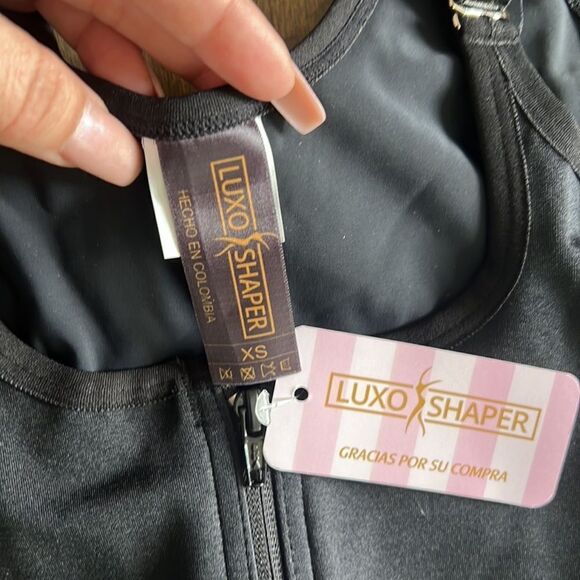 LUXO SHAPER
HECHO EN COLOMBIA
XS
LUXO SHAPER
GRACIAS POR SU COMPRA